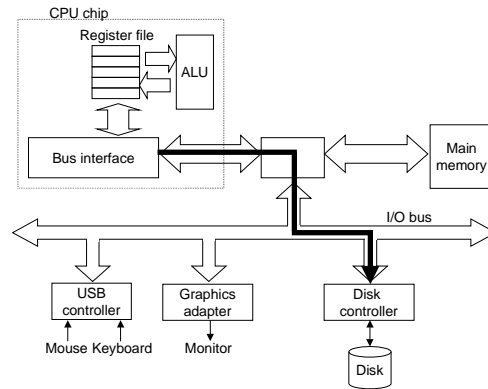 CPU chip
Register file
ALU
Bus interface
Main
memory
I/O bus
USB
controller
Graphics
adapter
Disk
controller
Mouse Keyboard
Monitor
Disk